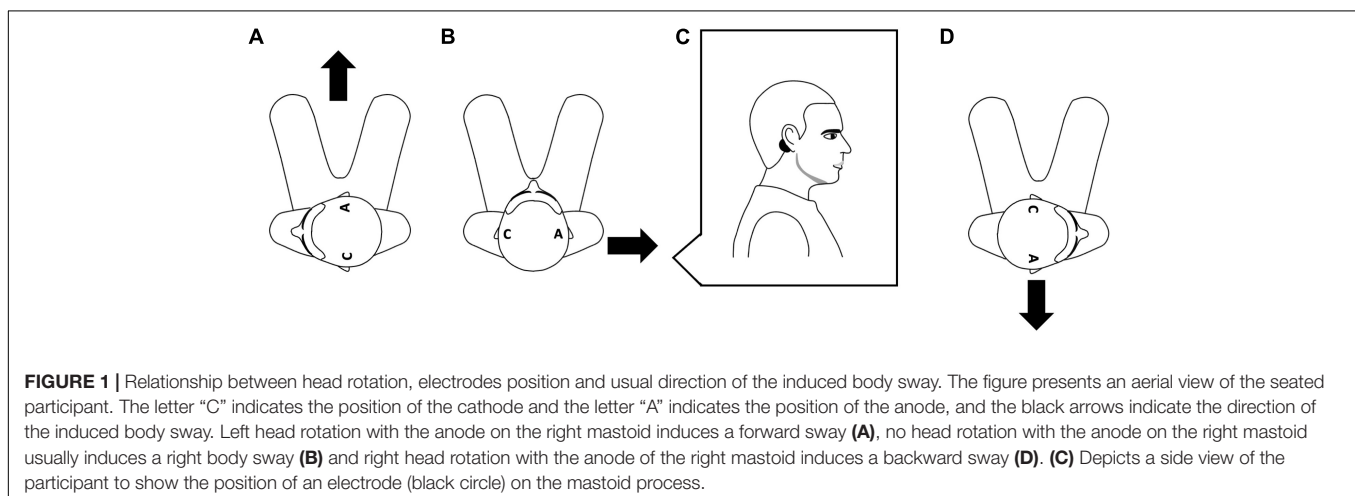 A B C D
A
C
C A
C
A
FIGURE 1 | Relationship between head rotation, electrodes position and usual direction of the induced body sway. The figure presents an aerial view of the seated
participant. The letter “C” indicates the position of the cathode and the letter “A” indicates the position of the anode, and the black arrows indicate the direction of
the induced body sway. Left head rotation with the anode on the right mastoid induces a forward sway (A), no head rotation with the anode on the right mastoid
usually induces a right body sway (B) and right head rotation with the anode of the right mastoid induces a backward sway (D). (C) Depicts a side view of the
participant to show the position of an electrode (black circle) on the mastoid process.